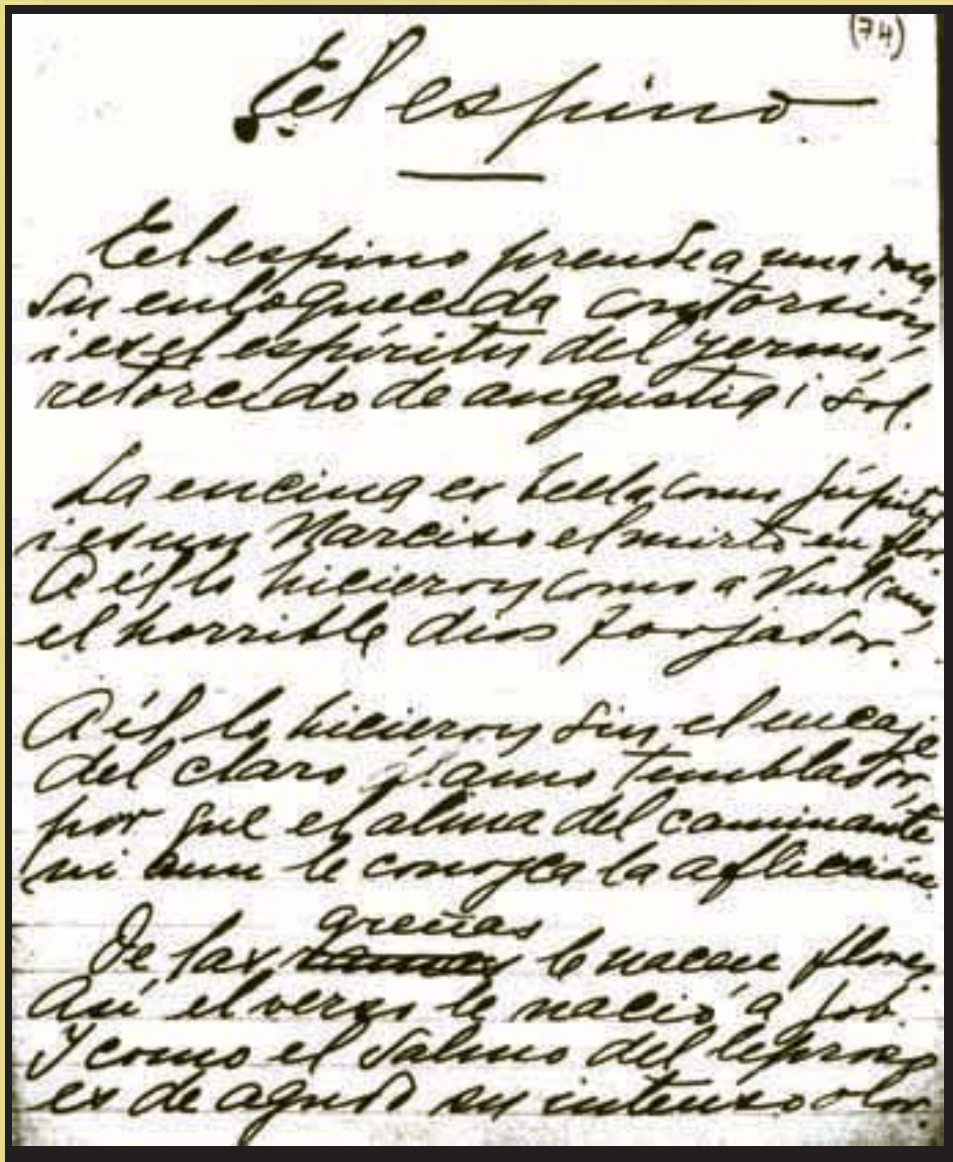 (74)
El espino.
El espino prende a una roca
su enloquecida contorsión,
i es el espíritu del yermo,
retorcido de angustia i sol.
La encina es bella como Júpiter
i es un Narciso el mirto en flor.
A él lo hicieron como a Vulcano,
el horrible dios forjador.
A él lo hicieron sin el encaje
del claro álamo temblador,
por que el alma del caminante
ni aun le conozca la aflicción.
greñas
De las ramas le nacen flores.
Así el verso le nació a Job.
Y como el salmo del leproso
es de agudo su intenso olor.